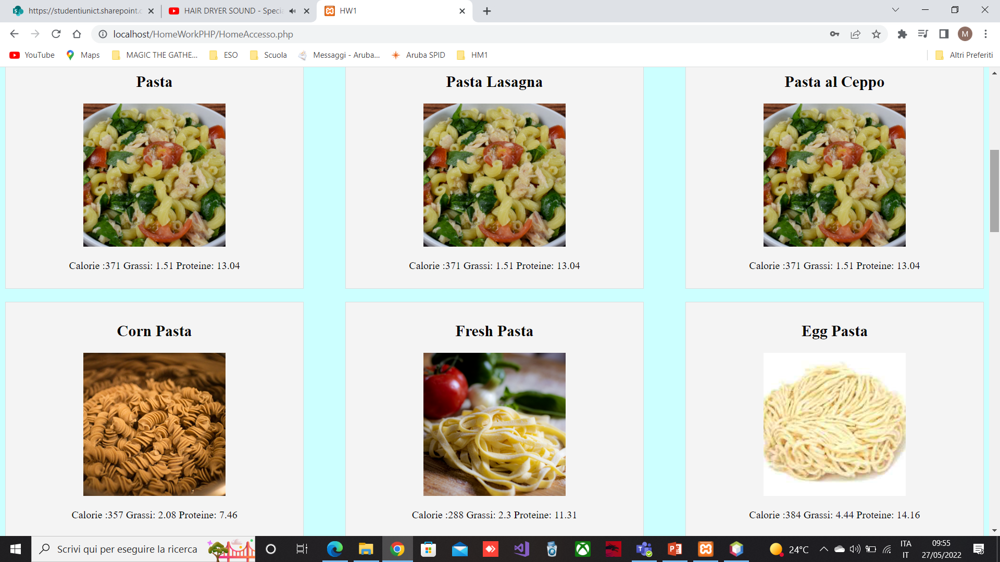 https://studentiunict.sharepoint.c
HAIR DRYER SOUND - Specia
HW1
localhost/HomeWorkPHP/HomeAccesso.php
M
YouTube
Maps
MAGIC THE GATHE...
ESO
Scuola
Messaggi - Aruba...
Aruba SPID
HM1
Altri Preferiti
Pasta
Pasta Lasagna
Pasta al Ceppo
Calorie :371 Grassi: 1.51 Proteine: 13.04
Calorie :371 Grassi: 1.51 Proteine: 13.04
Calorie :371 Grassi: 1.51 Proteine: 13.04
Corn Pasta
Fresh Pasta
Egg Pasta
Calorie :357 Grassi: 2.08 Proteine: 7.46
Calorie :288 Grassi: 2.3 Proteine: 11.31
Calorie :384 Grassi: 4.44 Proteine: 14.16
Scrivi qui per eseguire la ricerca
24°C
ITA
IT
09:55
27/05/2022